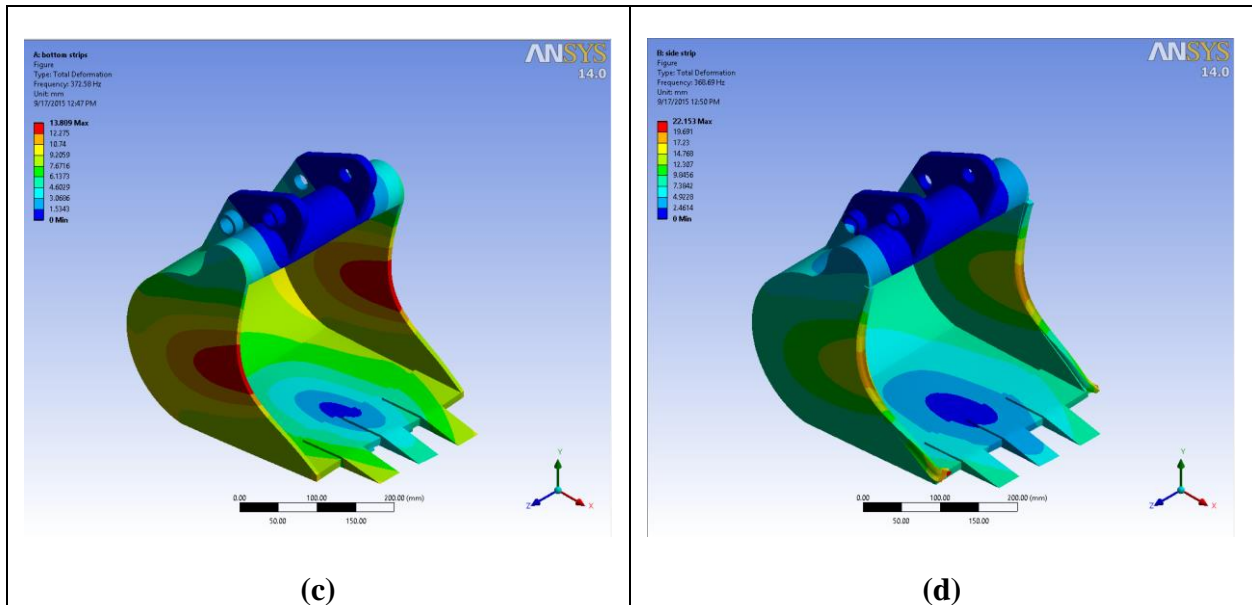 A: bottom strips
Figure
Type: Total Deformation
Frequency: 372.58 Hz
Unit: mm
9/17/2015 12:47 PM
13.809 Max
12.275
10.74
9.2059
7.6716
6.1373
4.6029
3.0686
1.5343
0 Min
ANSYS
14.0
Y
Z
X
0.00 100.00 200.00 (mm)
50.00 150.00
(c)
B: side strip
Figure
Type: Total Deformation
Frequency: 368.69 Hz
Unit: mm
9/17/2015 12:50 PM
22.153 Max
19.691
17.23
14.768
12.307
9.8456
7.3842
4.9228
2.4614
0 Min
ANSYS
14.0
Y
Z
X
0.00 100.00 200.00 (mm)
50.00 150.00
(d)